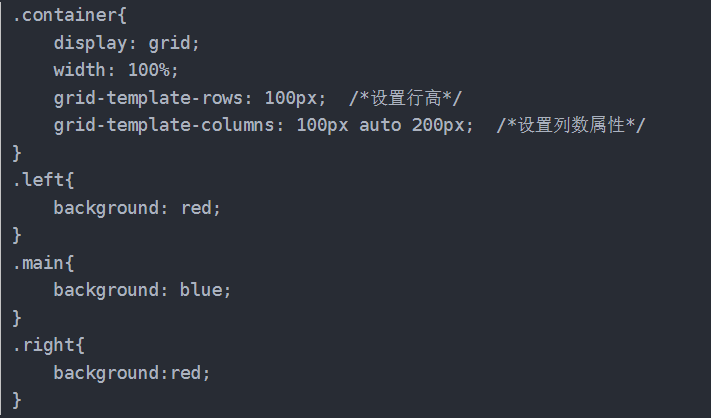 .container{
    display: grid;
    width: 100%;
    grid-template-rows: 100px;  /*设置行高*/
    grid-template-columns: 100px auto 200px;  /*设置列数属性*/
}
.left{
    background: red;
}
.main{
    background: blue;
}
.right{
    background:red;
}